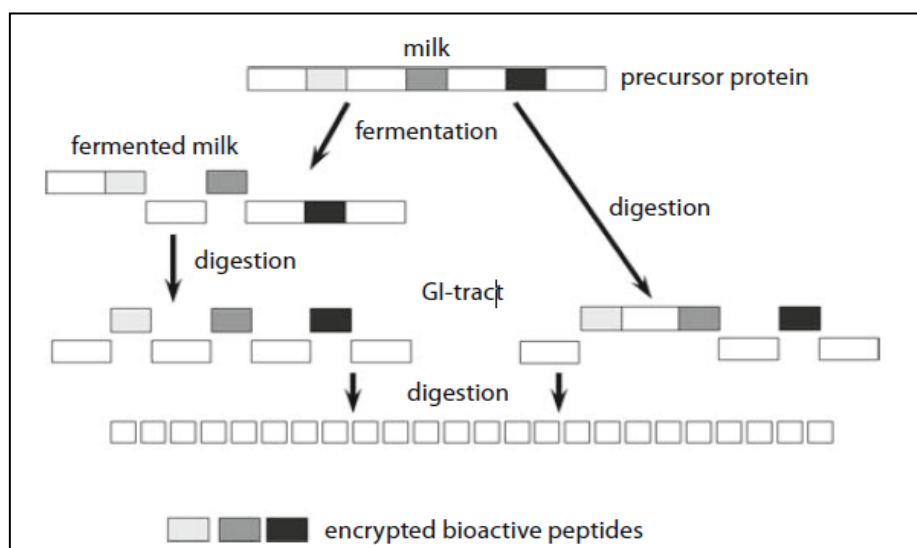 milk
precursor protein
fermentation
fermented milk
digestion
digestion
GI-tract
digestion
encrypted bioactive peptides